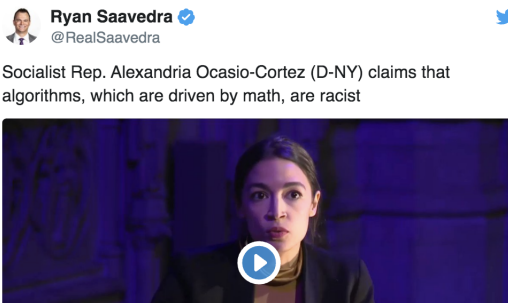 Ryan Saavedra
@RealSaavedra
Socialist Rep. Alexandria Ocasio-Cortez (D-NY) claims that
algorithms, which are driven by math, are racist